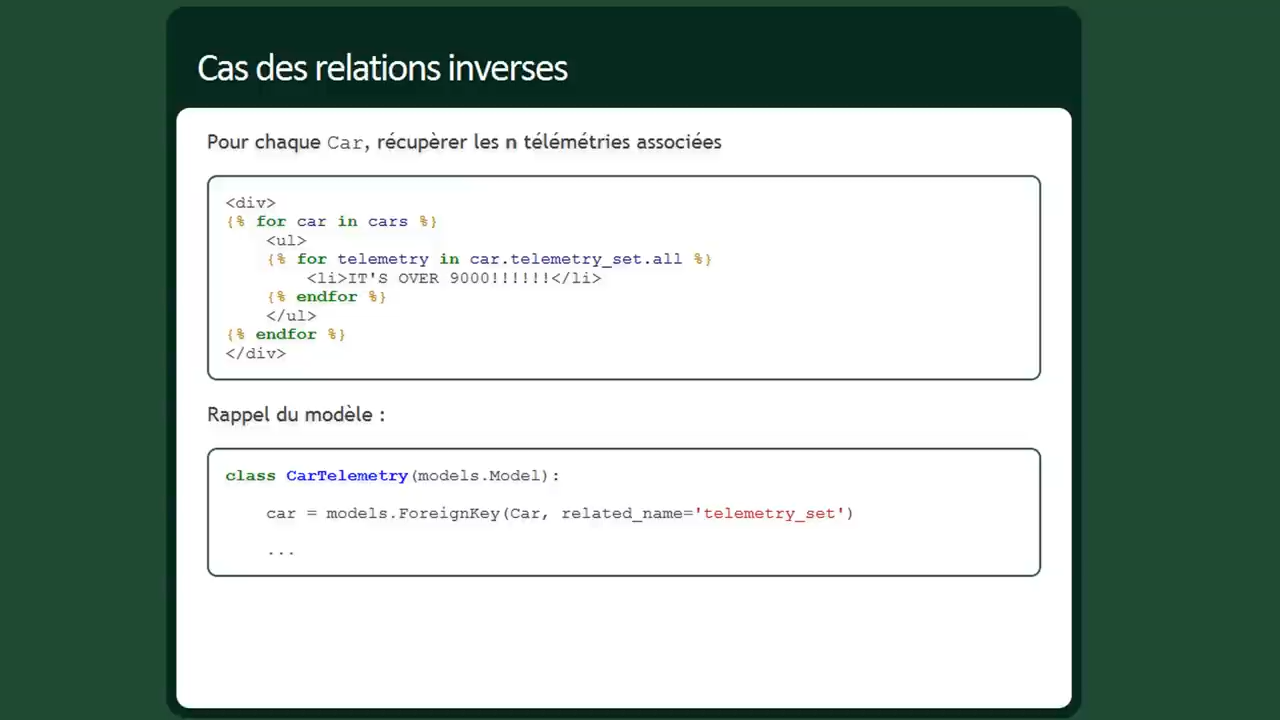 Cas des relations inverses
Pour chaque Car, récupèrer les n télémétries associées
<div>
{% for car in cars %}
    <ul>
    {% for telemetry in car.telemetry_set.all %}
        <li>IT'S OVER 9000!!!!!!</li>
    {% endfor %}
    </ul>
{% endfor %}
</div>
Rappel du modèle :
class CarTelemetry(models.Model):
    car = models.ForeignKey(Car, related_name='telemetry_set')
    ...